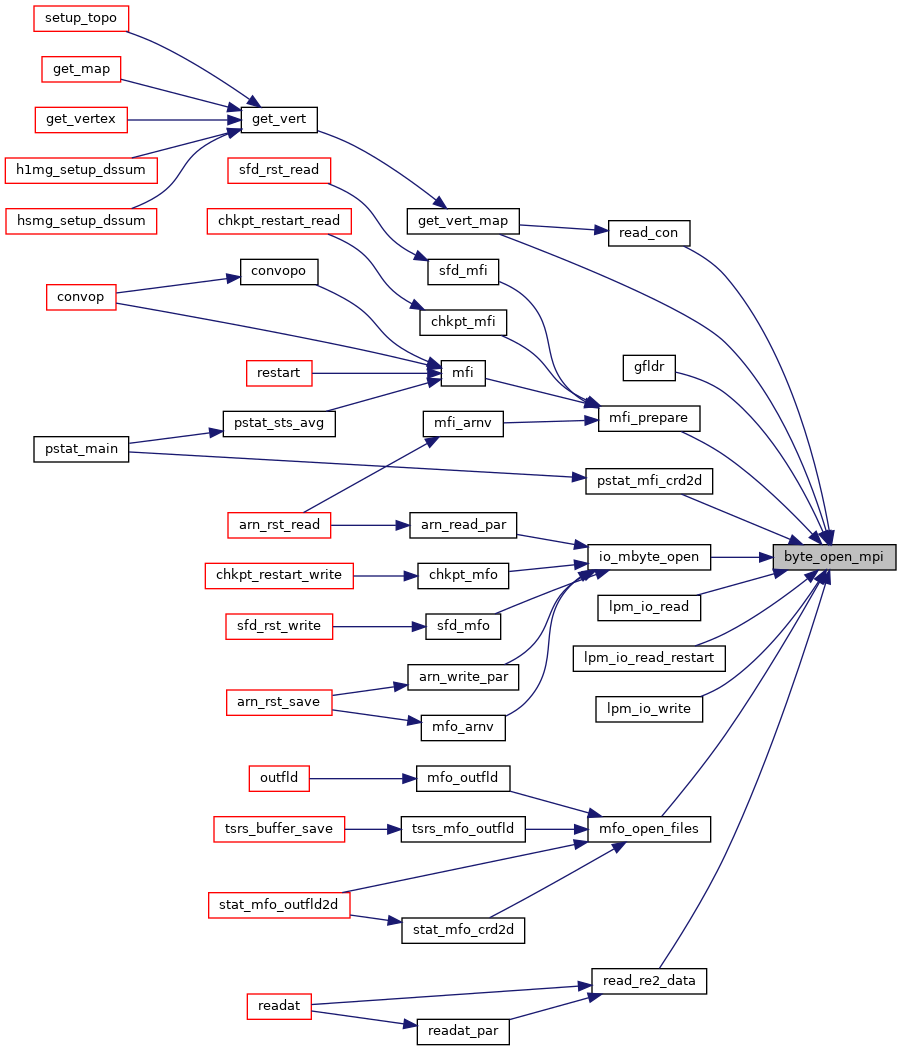 setup_topo
get_map
get_vertex
get_vert
h1mg_setup_dssum
sfd_rst_read
hsmg_setup_dssum
chkpt_restart_read
get_vert_map
read_con
convopo
sfd_mfi
convop
chkpt_mfi
restart
mfi
gfldr
pstat_sts_avg
mfi_arnv
mfi_prepare
pstat_main
pstat_mfi_crd2d
arn_rst_read
arn_read_par
io_mbyte_open
byte_open_mpi
chkpt_restart_write
chkpt_mfo
lpm_io_read
sfd_rst_write
sfd_mfo
lpm_io_read_restart
arn_write_par
arn_rst_save
mfo_arnv
lpm_io_write
outfld
mfo_outfld
tsrs_buffer_save
tsrs_mfo_outfld
mfo_open_files
stat_mfo_outfld2d
stat_mfo_crd2d
read_re2_data
readat
readat_par